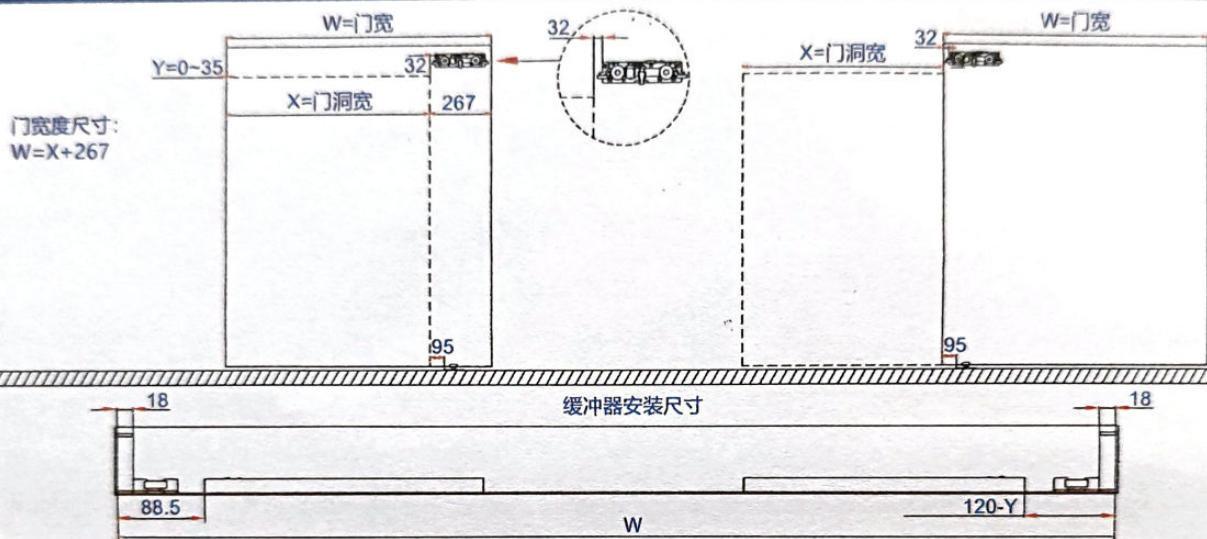 W=门宽
32
W=门宽
Y=0~35
32
32
X=门洞宽
X=门洞宽
267
门宽度尺寸:
W=X+267
95
95
18
缓冲器安装尺寸
18
88.5
120-Y
W